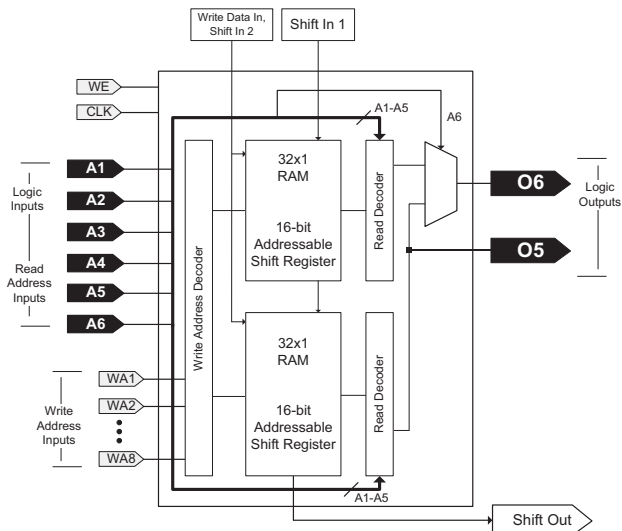 Write Data In,
Shift In 2
Shift In 1
WE
CLK
A1-A5
A6
A1
A2
A3
A4
A5
A6
Logic
Inputs
Read
Address
Inputs
Write Address Decoder
32x1
RAM
16-bit
Addressable
Shift Register
Read Decoder
O6
O5
Logic
Outputs
32x1
RAM
16-bit
Addressable
Shift Register
Read Decoder
WA1
WA2
WA8
Write
Address
Inputs
A1-A5
Shift Out